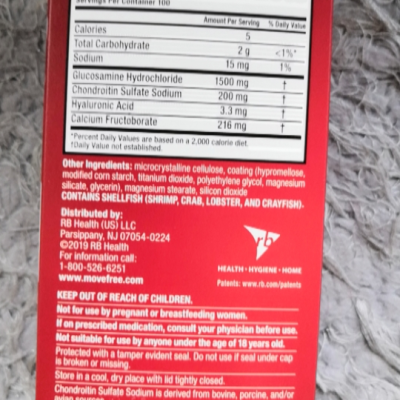 Servings Per Container 100
Amount Per Serving % Daily Value
Calories 5
Total Carbohydrate 2 g <1%*
Sodium 15 mg 1%
Glucosamine Hydrochloride 1500 mg †
Chondroitin Sulfate Sodium 200 mg †
Hyaluronic Acid 3.3 mg †
Calcium Fructoborate 216 mg †
*Percent Daily Values are based on a 2,000 calorie diet.
†Daily Value not established.
Other Ingredients: microcrystalline cellulose, coating (hypromellose,
modified corn starch, titanium dioxide, polyethylene glycol, magnesium
silicate, glycerin), magnesium stearate, silicon dioxide
CONTAINS SHELLFISH (SHRIMP, CRAB, LOBSTER, AND CRAYFISH).
Distributed by:
RB Health (US) LLC
Parsippany, NJ 07054-0224
©2019 RB Health
For information call:
1-800-526-6251
www.movefree.com
rb
HEALTH • HYGIENE • HOME
Patents: www.rb.com/patents
KEEP OUT OF REACH OF CHILDREN.
Not for use by pregnant or breastfeeding women.
If on prescribed medication, consult your physician before use.
Not suitable for use by anyone under the age of 18 years old.
Protected with a tamper evident seal. Do not use if seal under cap
is broken or missing.
Store in a cool, dry place with lid tightly closed.
Chondroitin Sulfate Sodium is derived from bovine, porcine, and/or
avian sources